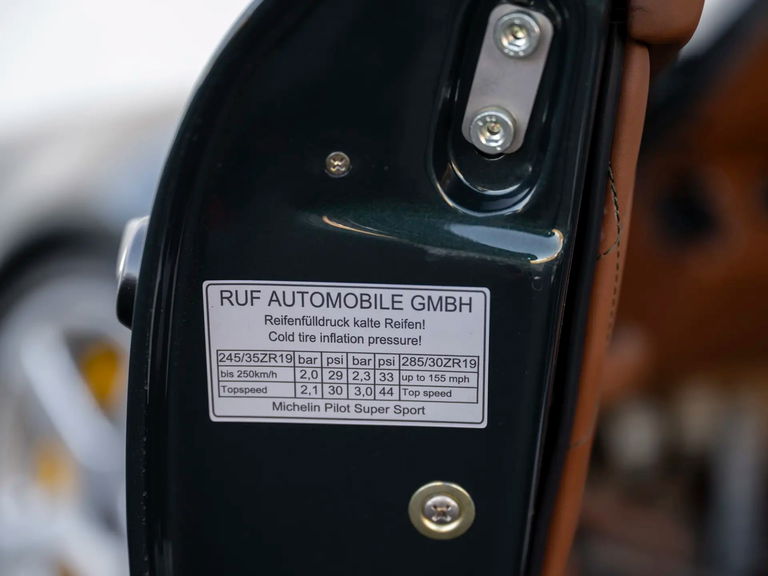 RUF AUTOMOBILE GMBH
Reifenfülldruck kalte Reifen!
Cold tire inflation pressure!
245/35ZR19 bar psi bar psi 285/30ZR19
bis 250km/h 2,0 29 2,3 33 up to 155 mph
Topspeed 2,1 30 3,0 44 Top speed
Michelin Pilot Super Sport